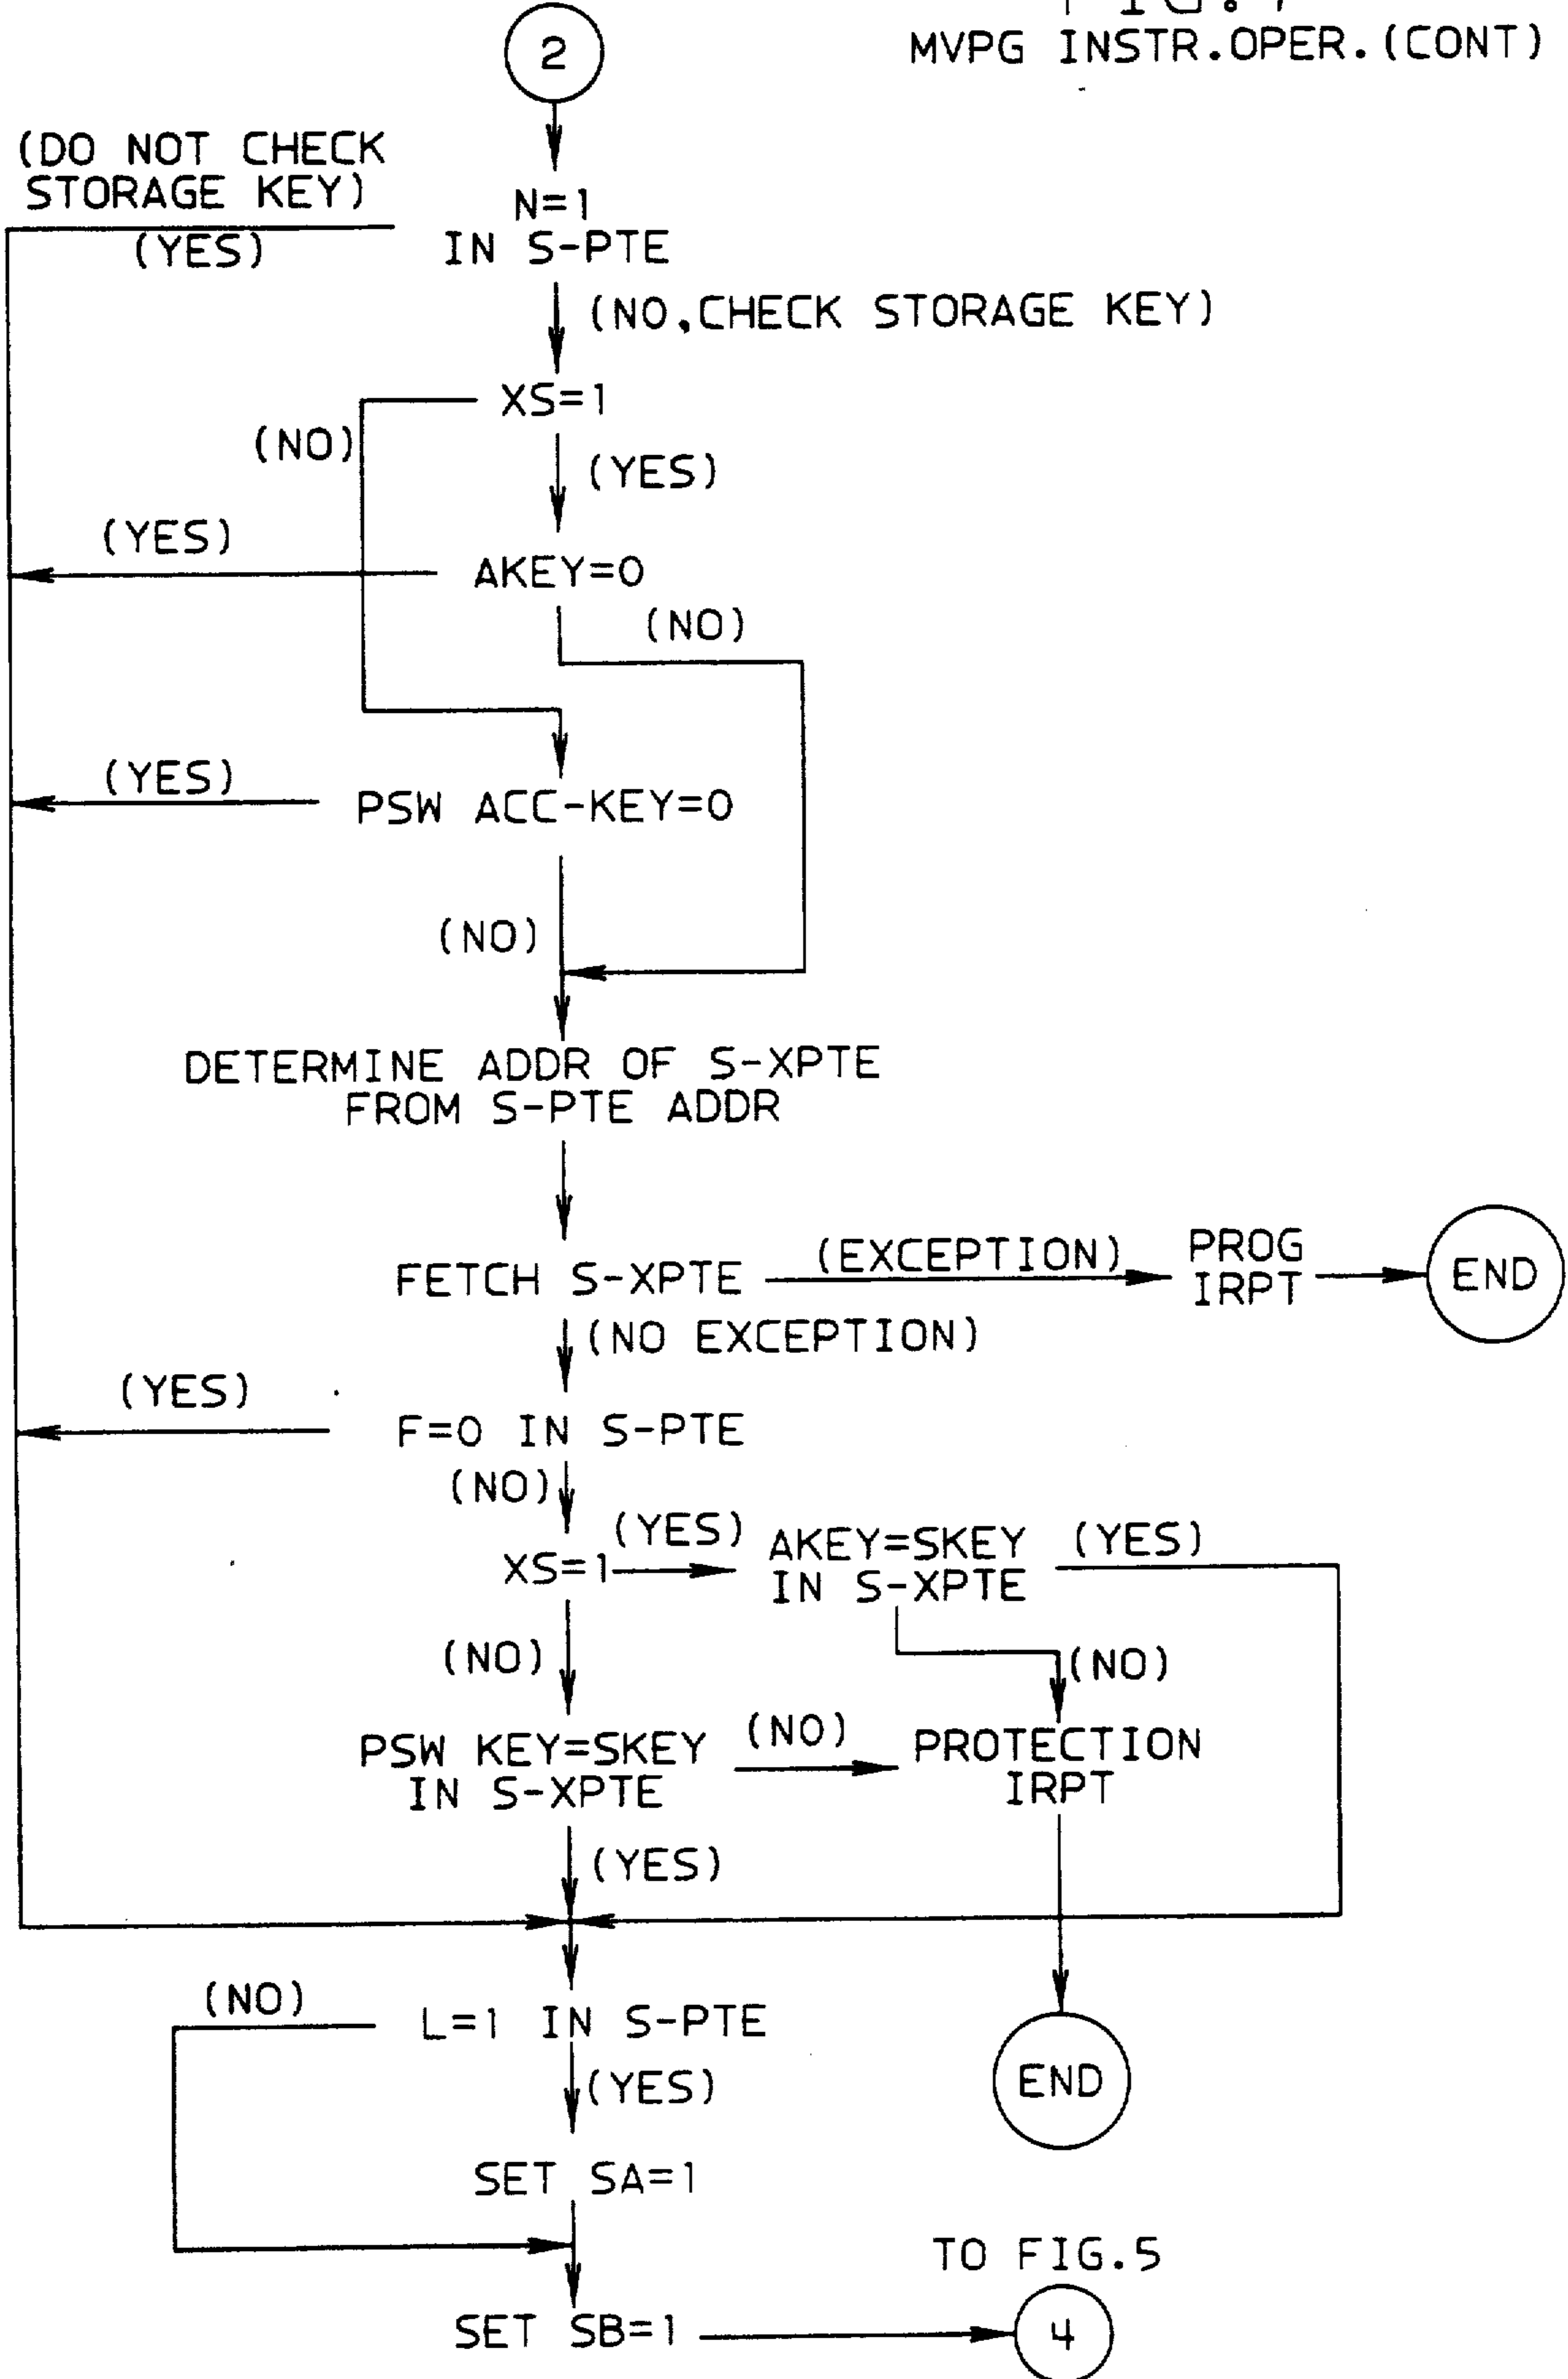 2
MVPG INSTR.OPER.(CONT)
(DO NOT CHECK
STORAGE KEY)
(YES)
N=1
IN S-PTE
(NO,CHECK STORAGE KEY)
XS=1
(NO)
(YES)
(YES)
AKEY=0
(NO)
(YES)
PSW ACC-KEY=0
(NO)
DETERMINE ADDR OF S-XPTE
FROM S-PTE ADDR
FETCH S-XPTE
(EXCEPTION)
PROG
IRPT
END
(NO EXCEPTION)
(YES)
F=0 IN S-PTE
(NO)
XS=1
(YES)
AKEY=SKEY
IN S-XPTE
(YES)
(NO)
(NO)
PSW KEY=SKEY
IN S-XPTE
(NO)
PROTECTION
IRPT
(YES)
(NO)
L=1 IN S-PTE
(YES)
END
SET SA=1
TO FIG.5
SET SB=1
4